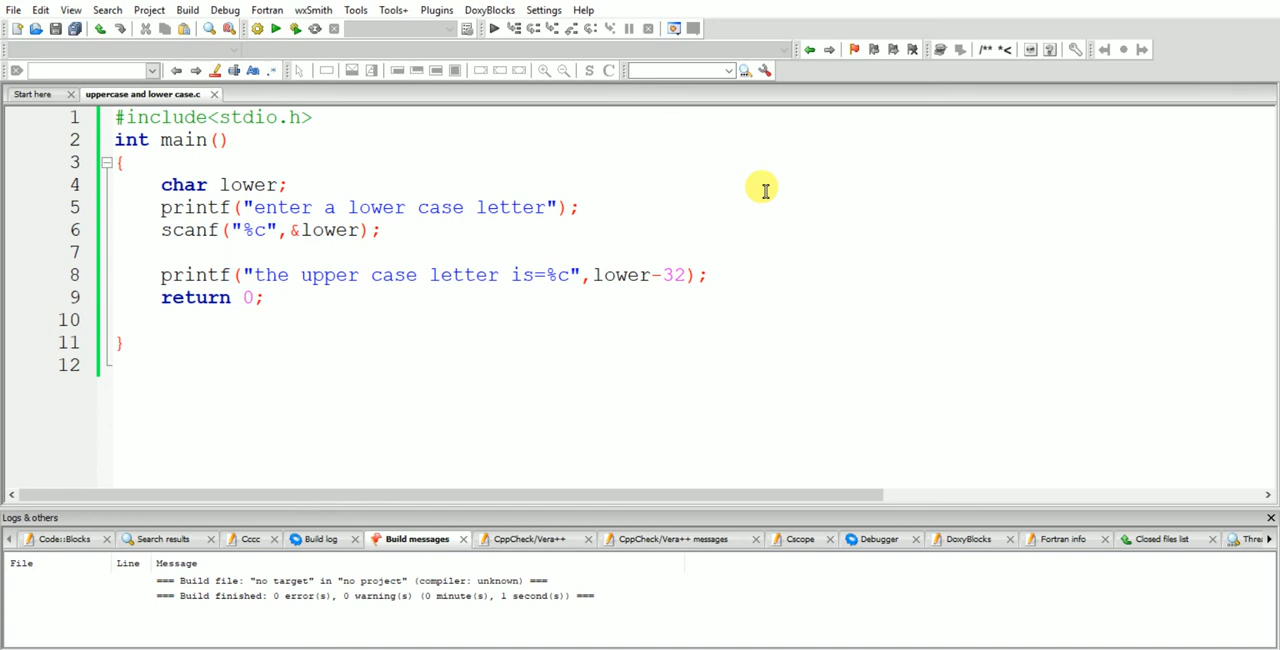 File Edit View Search Project Build Debug Fortran wxSmith Tools Tools+ Plugins DoxyBlocks Settings Help
/** *<
S C
Start here uppercase and lower case.c
1 #include<stdio.h>
2 int main()
3 {
4 char lower;
5 printf("enter a lower case letter");
6 scanf("%c",&lower);
7
8 printf("the upper case letter is=%c",lower-32);
9 return 0;
10
11 }
12
Logs & others
Code::Blocks Search results Cccc Build log Build messages CppCheck/Vera++ CppCheck/Vera++ messages Cscope Debugger DoxyBlocks Fortran info Closed files list Threa
File Line Message
=== Build file: "no target" in "no project" (compiler: unknown) ===
=== Build finished: 0 error(s), 0 warning(s) (0 minute(s), 1 second(s)) ===